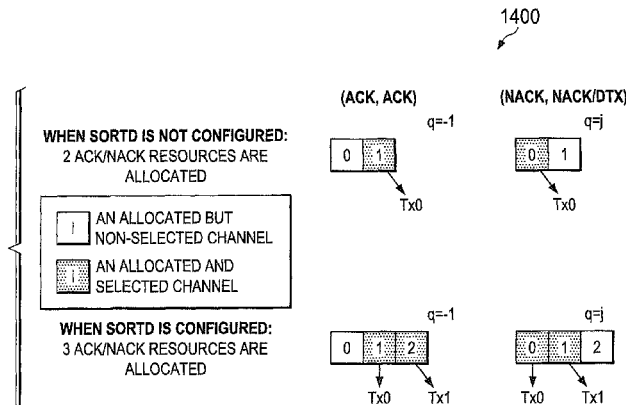 1400
(ACK, ACK)
(NACK, NACK/DTX)
q=-1
q=j
WHEN SORTD IS NOT CONFIGURED:
2 ACK/NACK RESOURCES ARE
ALLOCATED
0 1
0 1
Tx0
Tx0
i AN ALLOCATED BUT
NON-SELECTED CHANNEL
i AN ALLOCATED AND
SELECTED CHANNEL
WHEN SORTD IS CONFIGURED:
3 ACK/NACK RESOURCES ARE
ALLOCATED
q=-1
q=j
0 1 2
0 1 2
Tx0 Tx1
Tx0 Tx1